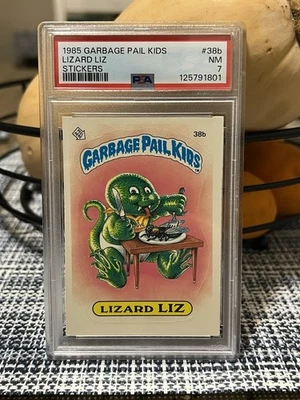 1985 GARBAGE PAIL KIDS #38b
LIZARD LIZ NM
STICKERS 7
PSA 125791801
38b
GARBAGE PAIL KIDS
LIZARD LIZ